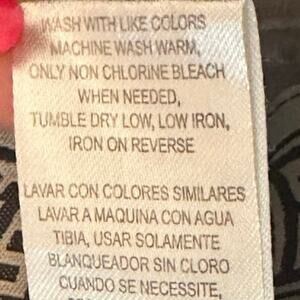 WASH WITH LIKE COLORS
MACHINE WASH WARM,
ONLY NON CHLORINE BLEACH
WHEN NEEDED,
TUMBLE DRY LOW, LOW IRON,
IRON ON REVERSE
LAVAR CON COLORES SIMILARES
LAVAR A MAQUINA CON AGUA
TIBIA, USAR SOLAMENTE
BLANQUEADOR SIN CLORO
CUANDO SE NECESITE,